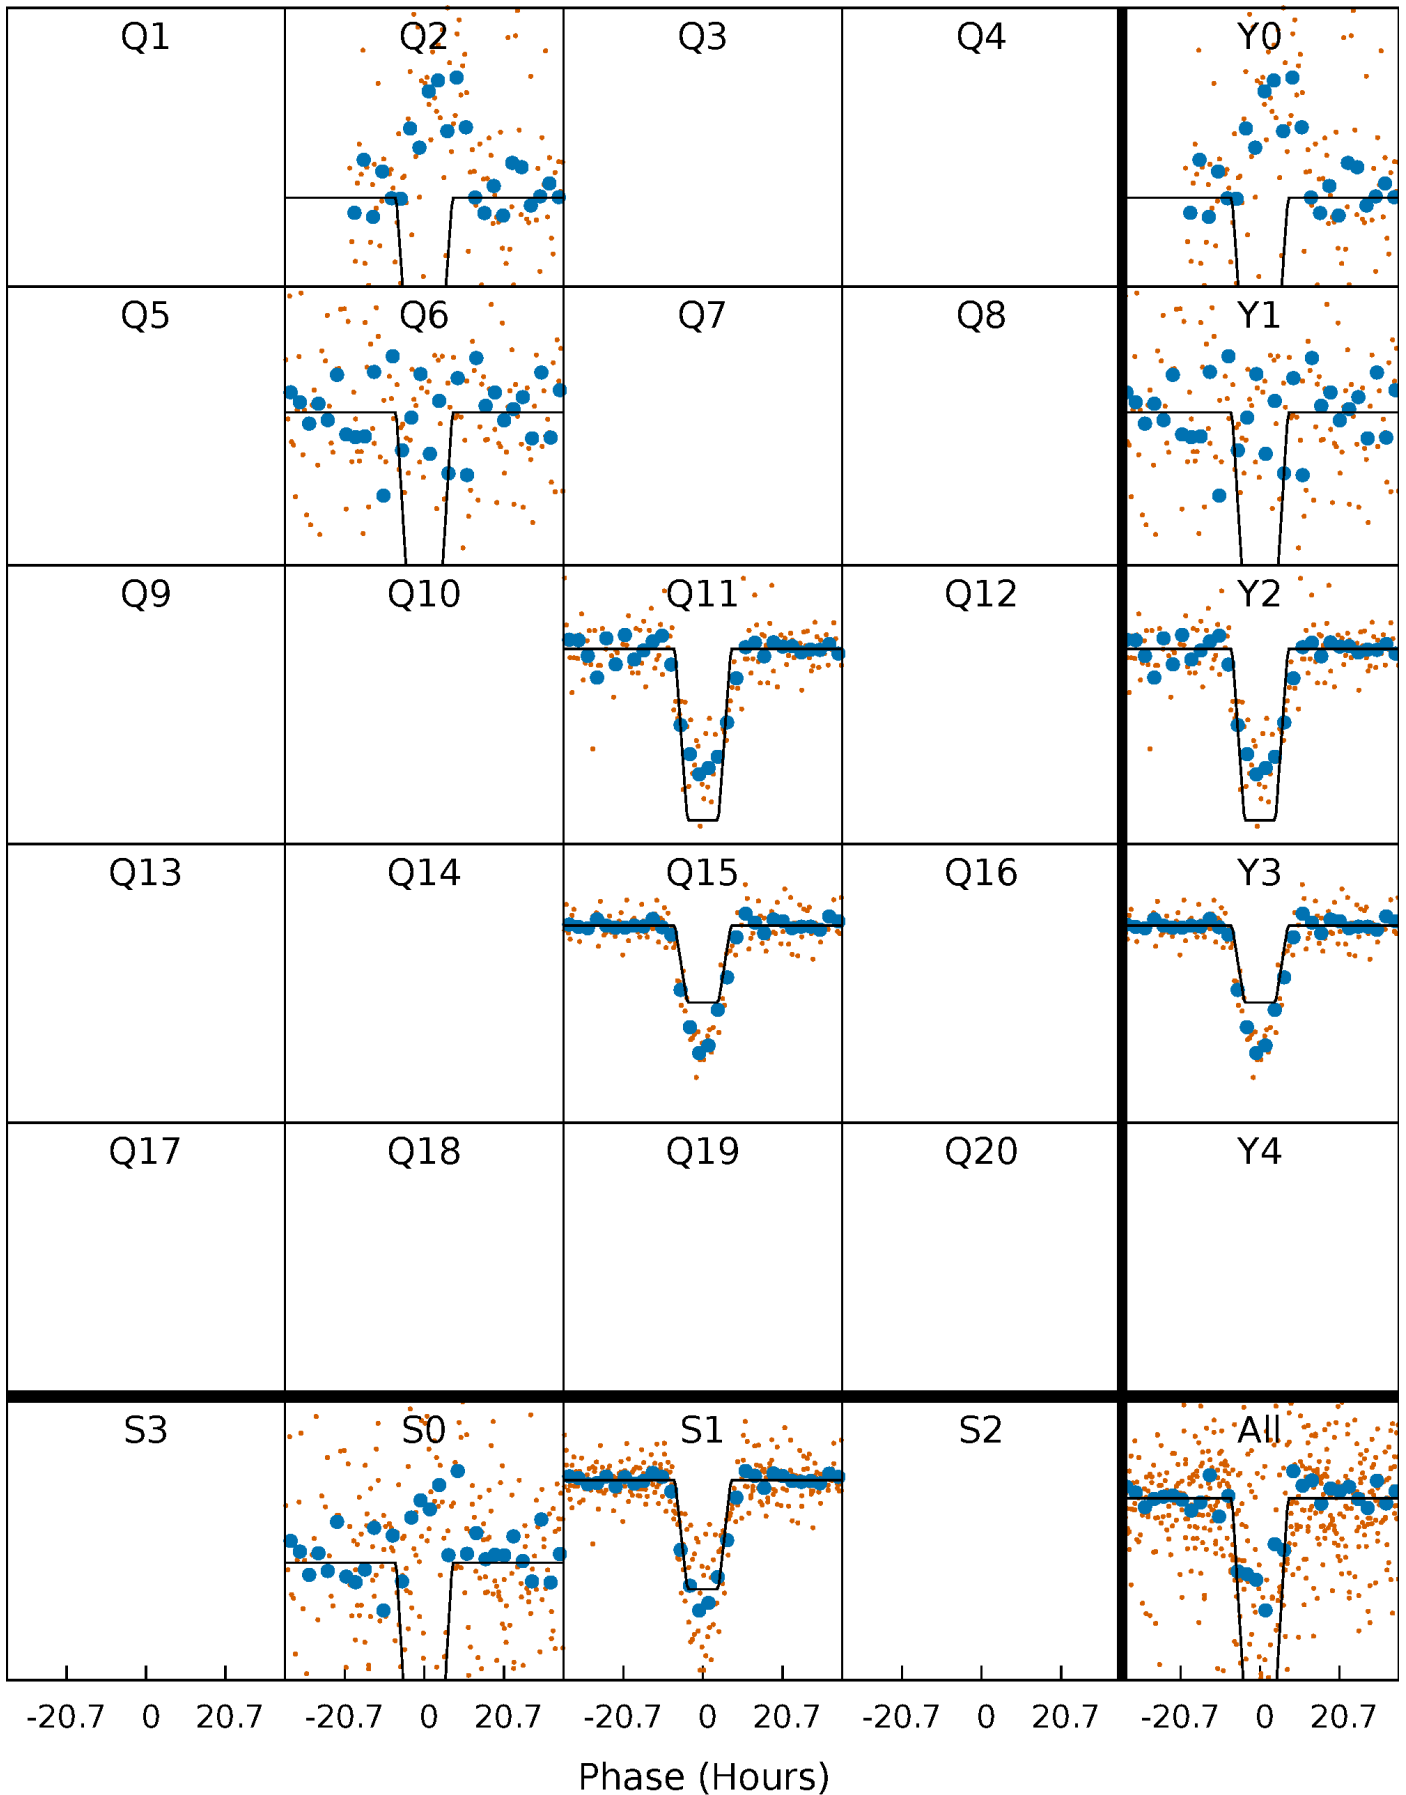 Q1 Q2 Q3 Q4 Y0
Q5 Q6 Q7 Q8 Y1
Q9 Q10 Q11 Q12 Y2
Q13 Q14 Q15 Q16 Y3
Q17 Q18 Q19 Q20 Y4
S3 S0 S1 S2 All
-20.7 0 20.7 -20.7 0 20.7 -20.7 0 20.7 -20.7 0 20.7 -20.7 0 20.7
Phase (Hours)